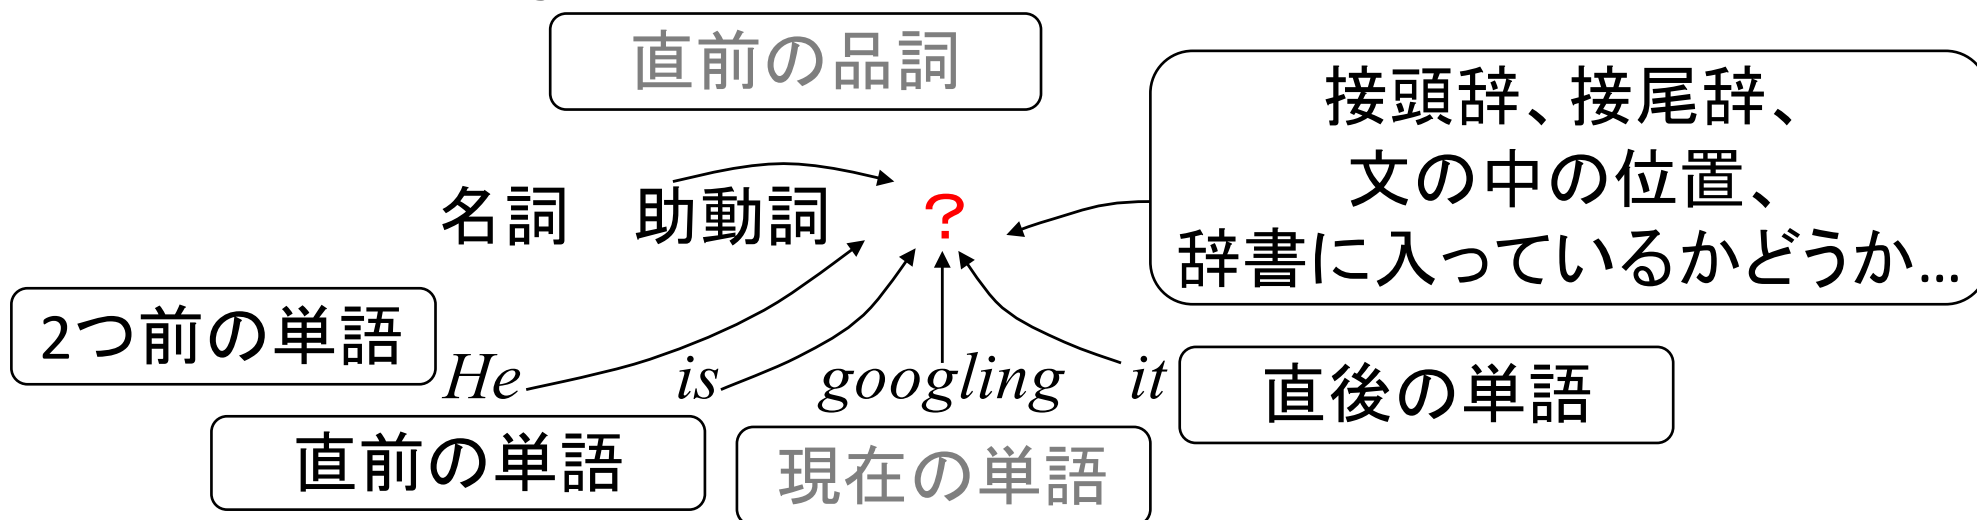 直前の品詞
接頭辞、接尾辞、
文の中の位置、
辞書に入っているかどうか...
名詞 助動詞 ?
2つ前の単語
He is googling it
直後の単語
直前の単語
現在の単語